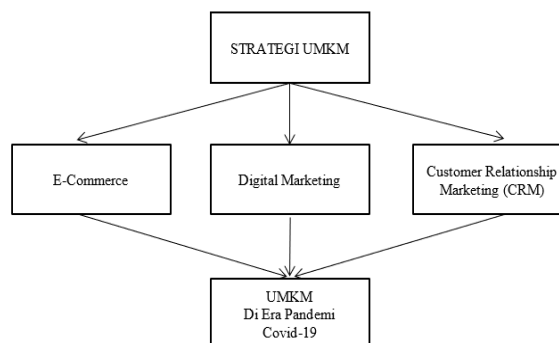 STRATEGI UMKM
E-Commerce
Digital Marketing
Customer Relationship
Marketing (CRM)
UMKM
Di Era Pandemi
Covid-19